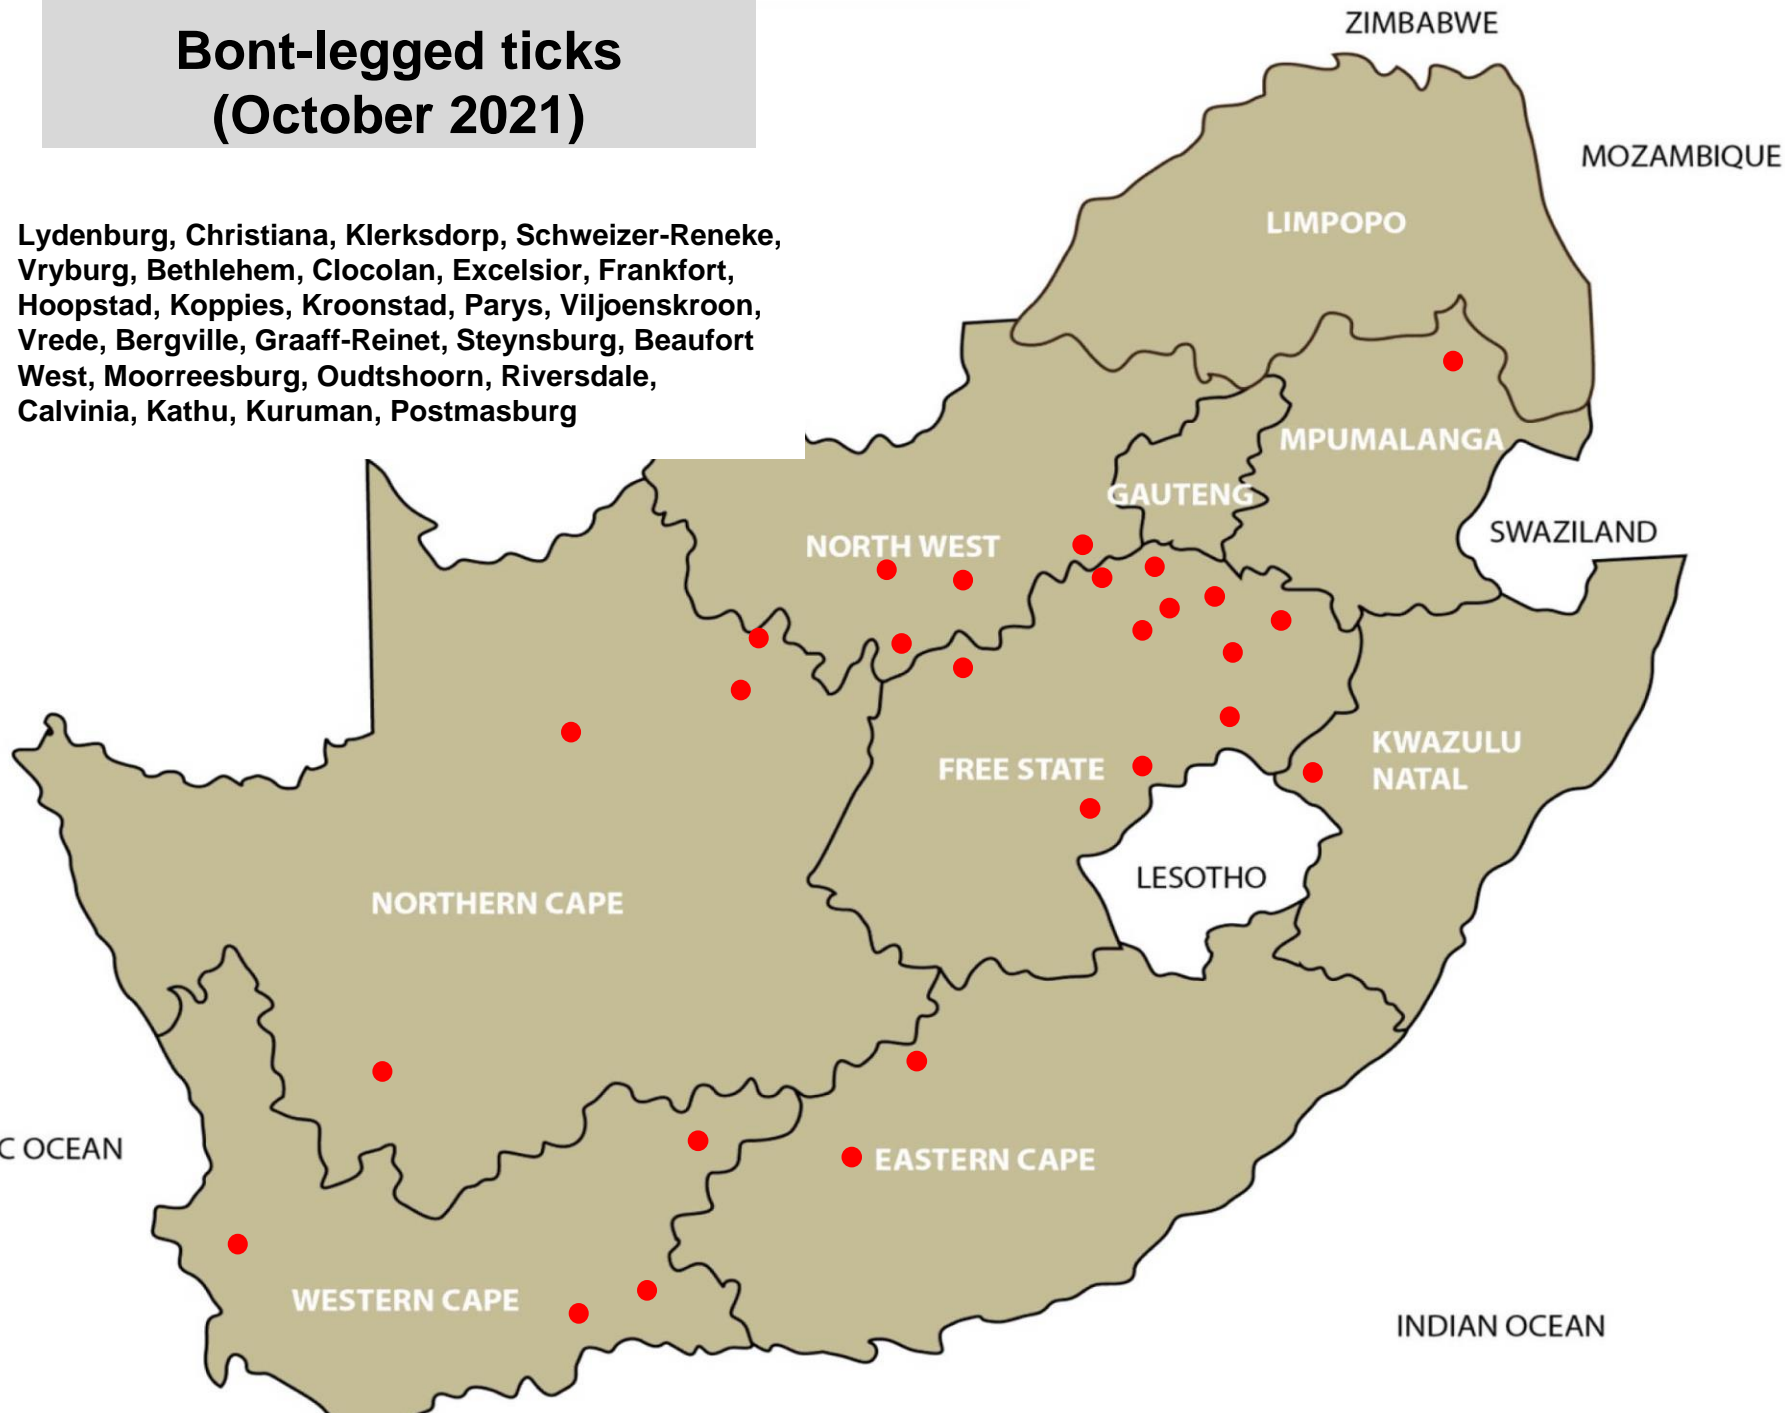 Bont-legged ticks
(October 2021)
Lydenburg, Christiana, Klerksdorp, Schweizer-Reneke,
Vryburg, Bethlehem, Clocolan, Excelsior, Frankfort,
Hoopstad, Koppies, Kroonstad, Parys, Viljoenskroon,
Vrede, Bergville, Graaff-Reinet, Steynsburg, Beaufort
West, Moorreesburg, Oudtshoorn, Riversdale,
Calvinia, Kathu, Kuruman, Postmasburg
ZIMBABWE
MOZAMBIQUE
LIMPOPO
MPUMALANGA
GAUTENG
SWAZILAND
NORTH WEST
KWAZULU
NATAL
FREE STATE
LESOTHO
NORTHERN CAPE
C OCEAN
EASTERN CAPE
WESTERN CAPE
INDIAN OCEAN